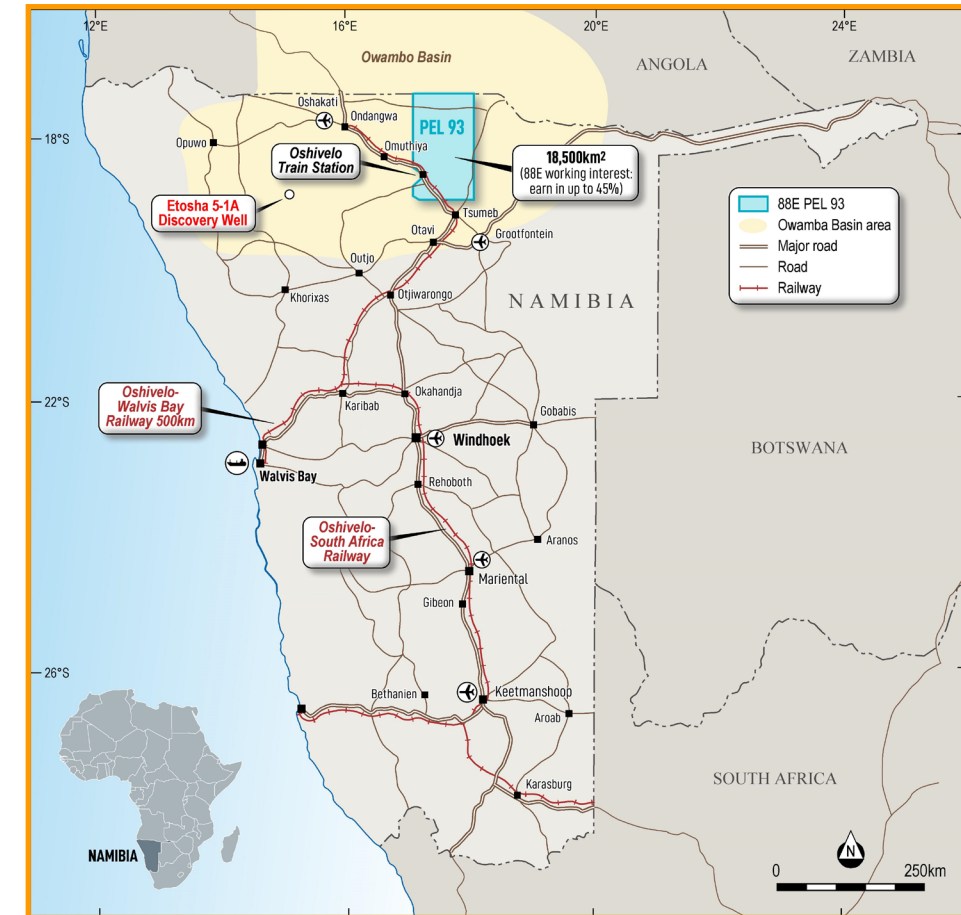 12°E
16°E
20°E
24°E
Owambo Basin
ANGOLA
ZAMBIA
Oshakati
Ondangwa
PEL 93
18°S
Opuwo
Omuthiya
Oshivelo
Train Station
18,500km²
(88E working interest:
earn in up to 45%)
Etosha 5-1A
Discovery Well
Tsumeb
Otavi
Grootfontein
88E PEL 93
Owamba Basin area
Major road
Road
Railway
Outjo
Khorixas
Otjiwarongo
NAMIBIA
Oshivelo-
Walvis Bay
Railway 500km
22°S
Karibab
Okahandja
Gobabis
Windhoek
BOTSWANA
Walvis Bay
Rehoboth
Oshivelo-
South Africa
Railway
Aranos
Mariental
Gibeon
26°S
Bethanien
Keetmanshoop
Aroab
Karasburg
SOUTH AFRICA
NAMIBIA
N
0
250km